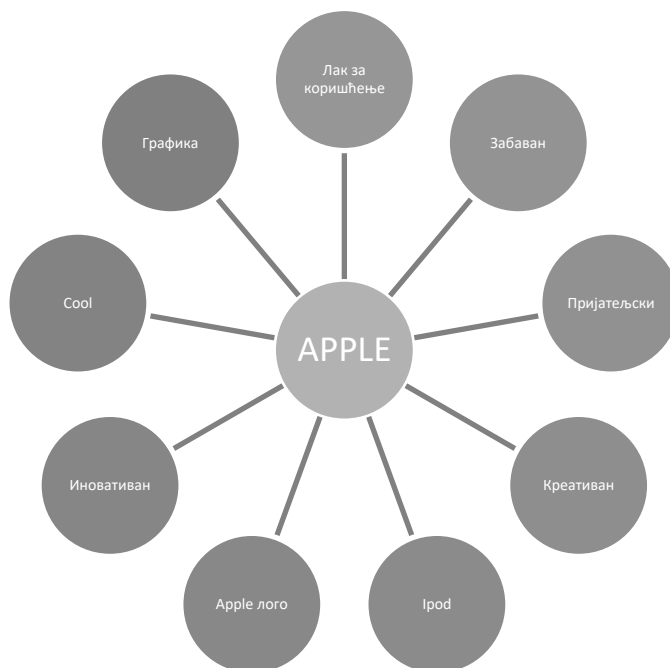 Лак за
коришћење
Графика
Забаван
Cool
Пријатељски
APPLE
Иновативан
Креативан
Apple лого
Ipod